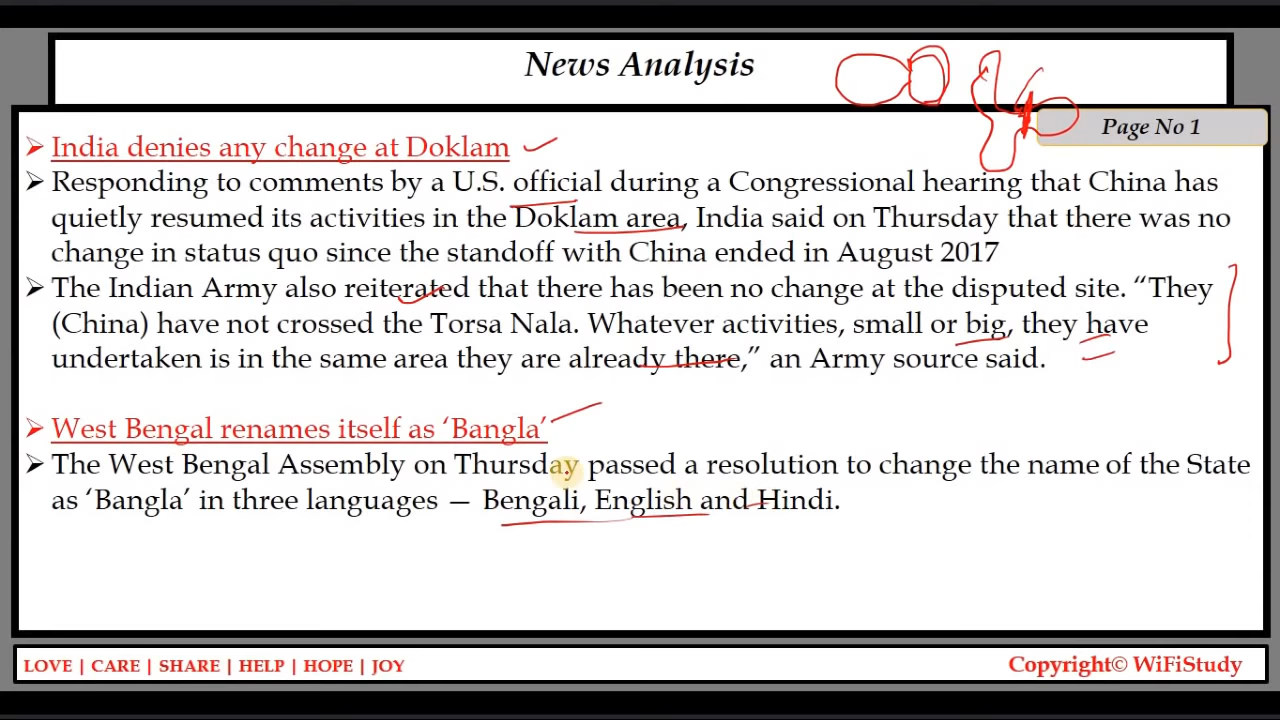 News Analysis
Page No 1
➢ India denies any change at Doklam
➢ Responding to comments by a U.S. official during a Congressional hearing that China has
quietly resumed its activities in the Doklam area, India said on Thursday that there was no
change in status quo since the standoff with China ended in August 2017
➢ The Indian Army also reiterated that there has been no change at the disputed site. “They
(China) have not crossed the Torsa Nala. Whatever activities, small or big, they have
undertaken is in the same area they are already there,” an Army source said.
➢ West Bengal renames itself as ‘Bangla’
➢ The West Bengal Assembly on Thursday passed a resolution to change the name of the State
as ‘Bangla’ in three languages — Bengali, English and Hindi.
LOVE | CARE | SHARE | HELP | HOPE | JOY
Copyright© WiFiStudy